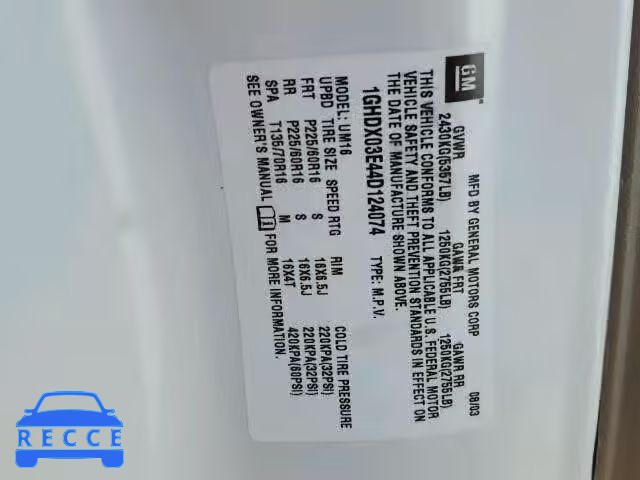 GM
MFD BY GENERAL MOTORS CORP 08/03
GVWR GAWR FRT GAWR RR
2430KG(5357LB) 1250KG(2755LB) 1250KG(2755LB)
THIS VEHICLE CONFORMS TO ALL APPLICABLE U.S. FEDERAL MOTOR
VEHICLE SAFETY AND THEFT PREVENTION STANDARDS IN EFFECT ON
THE DATE OF MANUFACTURE SHOWN ABOVE.
1GHDX03E44D124074 TYPE: M.P.V.
MODEL: UM16
UPBD TIRE SIZE SPEED RTG RIM COLD TIRE PRESSURE
FRT P225/60R16 S 16X6.5J 220KPA(32PSI)
RR P225/60R16 S 16X6.5J 220KPA(32PSI)
SPA T135/70R16 M 16X4T 420KPA(60PSI)
SEE OWNER'S MANUAL FOR MORE INFORMATION.
RECCE